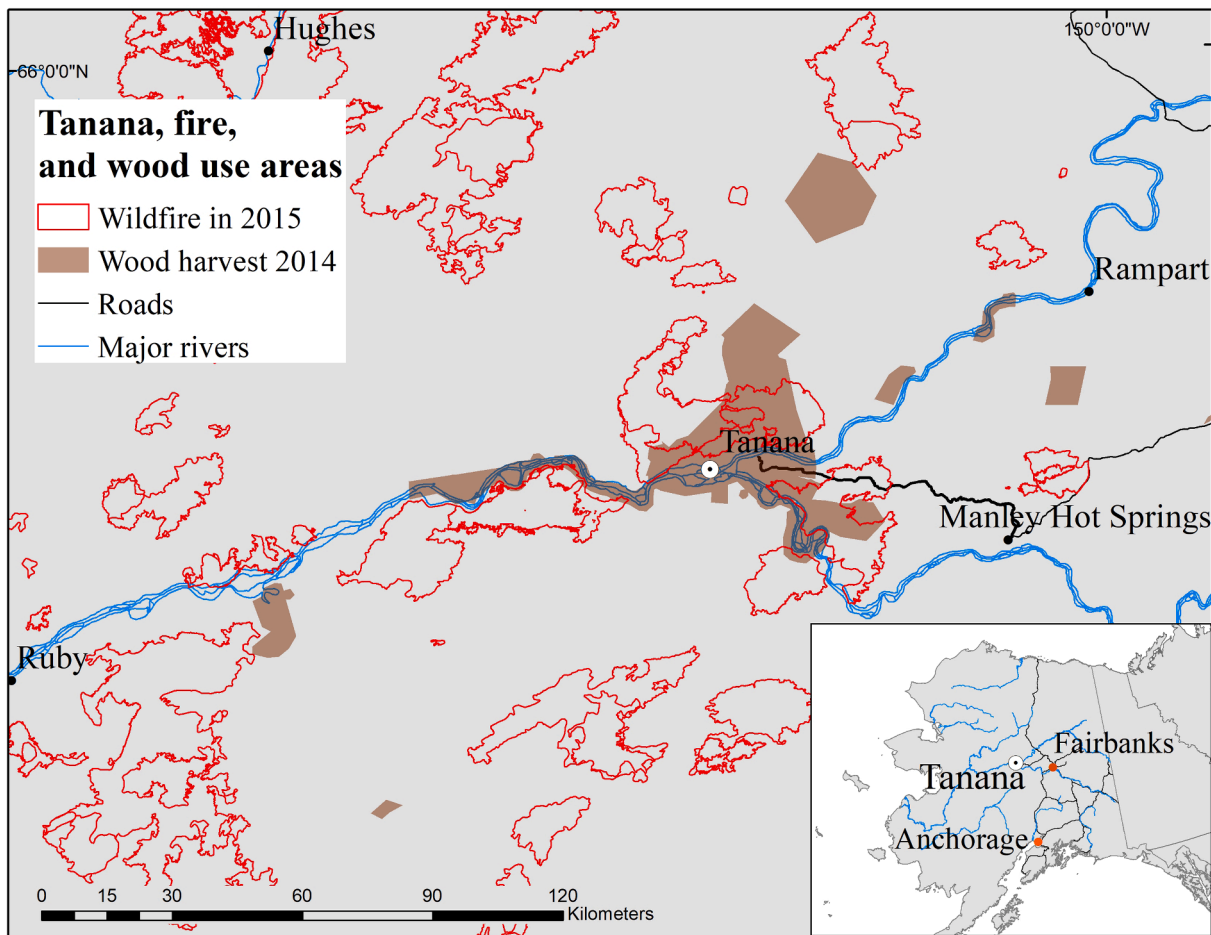 Hughes
150°0'0"W
66°0'0"N
Tanana, fire,
and wood use areas
Wildfire in 2015
Wood harvest 2014
Roads
Major rivers
Rampart
Tanana
Manley Hot Springs
Ruby
Fairbanks
Tanana
Anchorage
0 15 30 60 90 120
Kilometers